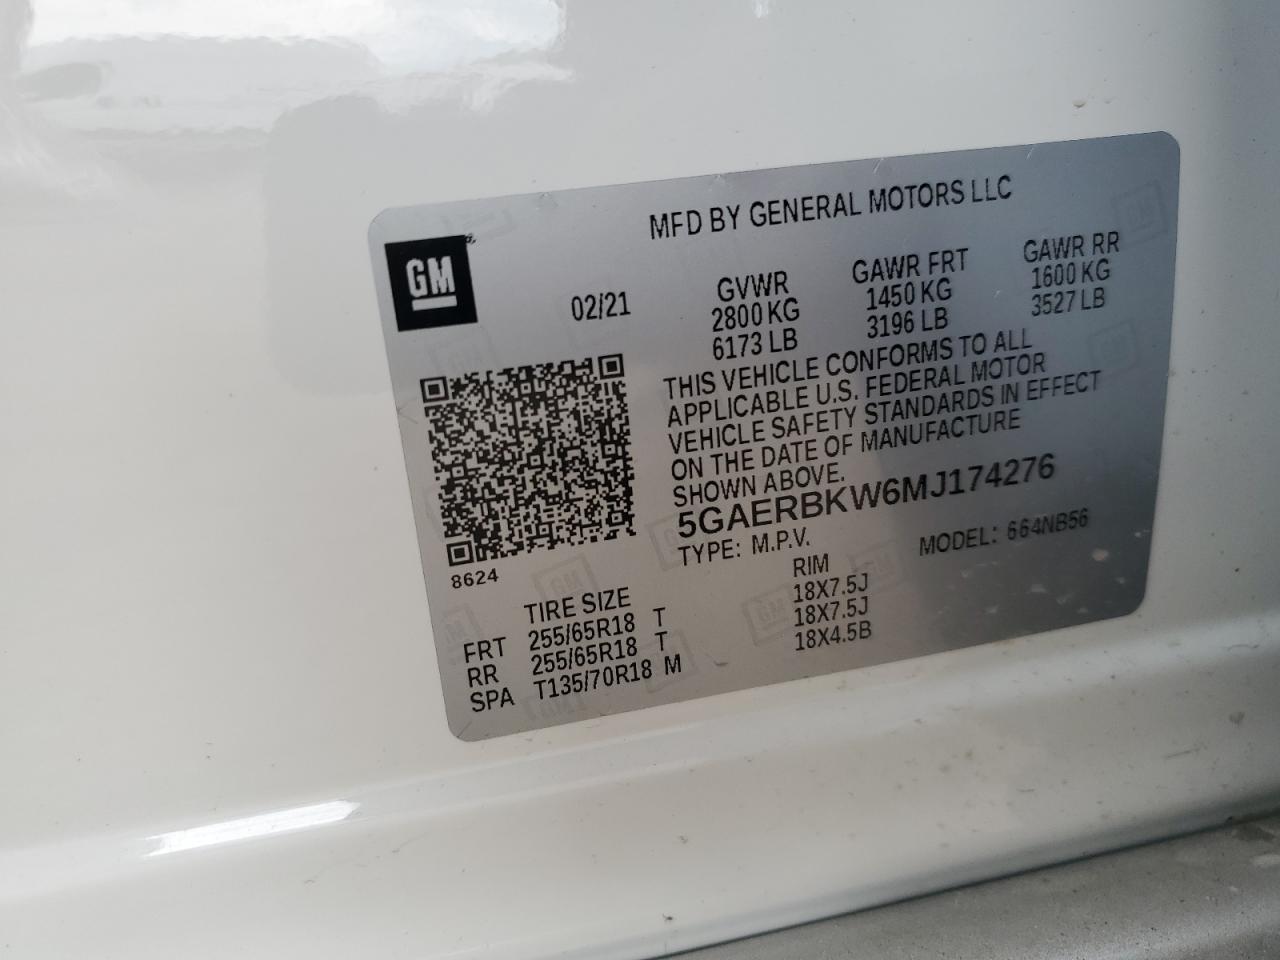 MFD BY GENERAL MOTORS LLC
GM
02/21
GVWR GAWR FRT GAWR RR
2800 KG 1450 KG 1600 KG
6173 LB 3196 LB 3527 LB
THIS VEHICLE CONFORMS TO ALL
APPLICABLE U.S. FEDERAL MOTOR
VEHICLE SAFETY STANDARDS IN EFFECT
ON THE DATE OF MANUFACTURE
SHOWN ABOVE.
5GAERBKW6MJ174276
TYPE: M.P.V. MODEL: 664NB56
8624
TIRE SIZE RIM
FRT 255/65R18 T 18X7.5J
RR 255/65R18 T 18X7.5J
SPA T135/70R18 M 18X4.5B